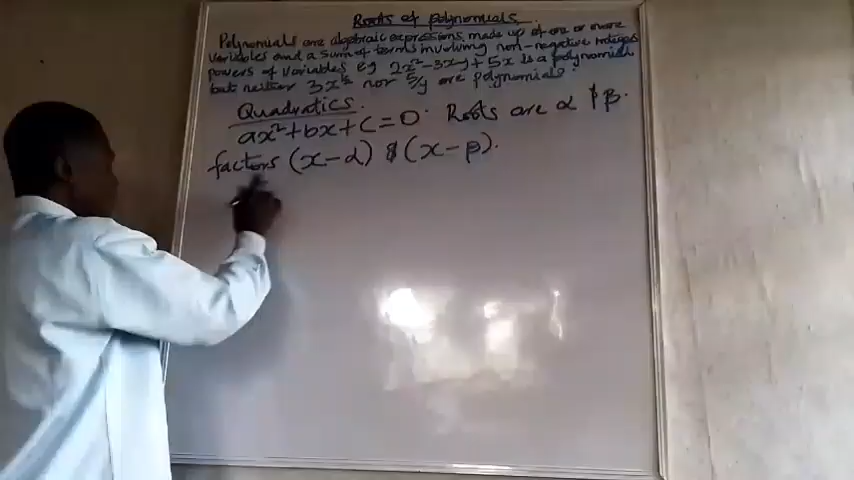 Roots of polynomials
Polynomials are algebraic expressions made up of one or more
variables and a sum of terms involving non-negative integer
powers of variables eg 2x² - 3xy + 5x is a polynomial
but neither 3x^½ nor 5/y are polynomials.
Quadratics.
ax² + bx + c = 0. Roots are α & β.
factors (x - α) & (x - β).